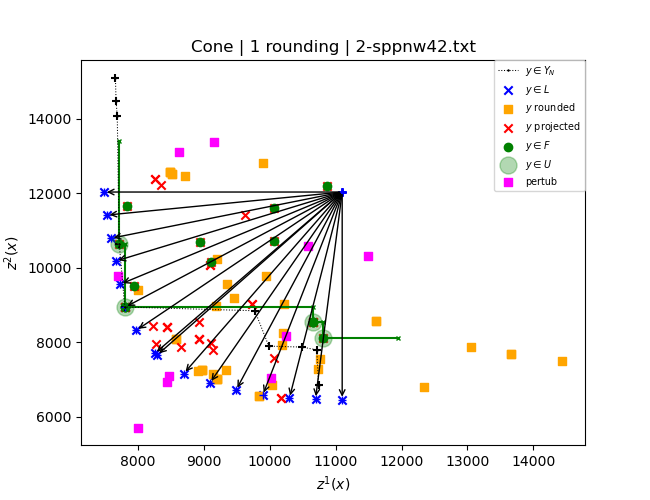 Cone | 1 rounding | 2-sppnw42.txt
14000
12000
10000
8000
6000
z²(x)
8000 9000 10000 11000 12000 13000 14000
z¹(x)
y ∈ Y_N
y ∈ L
y rounded
y projected
y ∈ F
y ∈ U
pertub